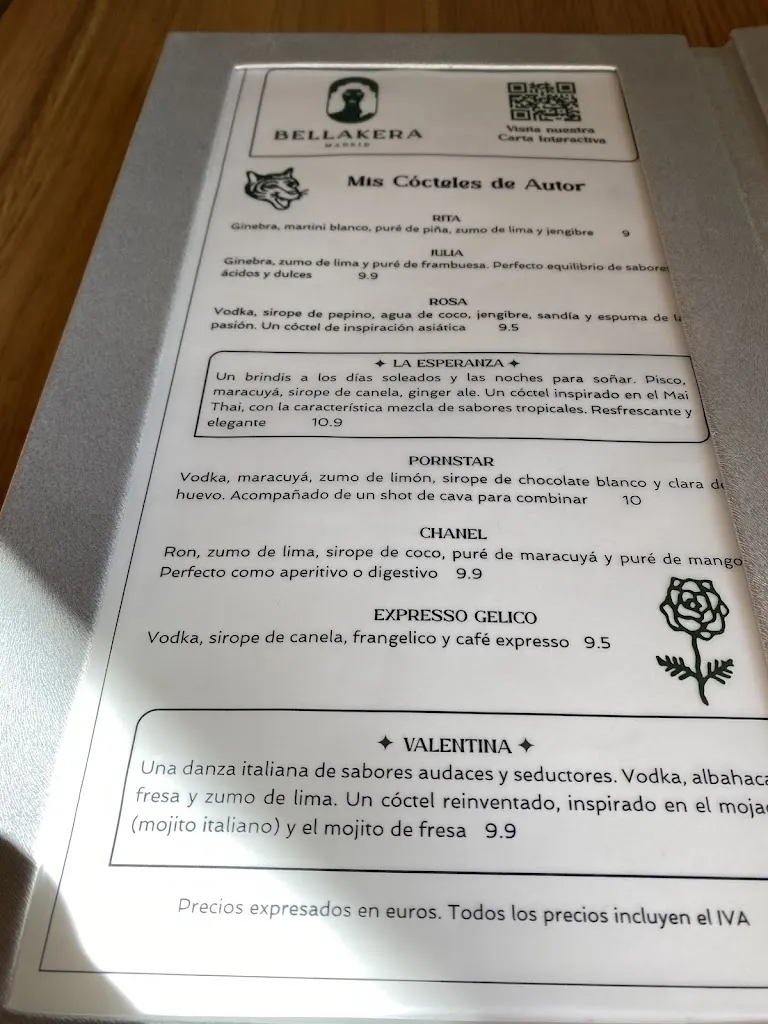 BELLAKERA
MADRID
Visita nuestra
Carta Interactiva
Mis Cócteles de Autor
RITA
Ginebra, martini blanco, puré de piña, zumo de lima y jengibre 9
JULIA
Ginebra, zumo de lima y puré de frambuesa. Perfecto equilibrio de sabores
ácidos y dulces 9.9
ROSA
Vodka, sirope de pepino, agua de coco, jengibre, sandía y espuma de la
pasión. Un cóctel de inspiración asiática 9.5
✦ LA ESPERANZA ✦
Un brindis a los días soleados y las noches para soñar. Pisco,
maracuyá, sirope de canela, ginger ale. Un cóctel inspirado en el Mai
Thai, con la característica mezcla de sabores tropicales. Resfrescante y
elegante 10.9
PORNSTAR
Vodka, maracuyá, zumo de limón, sirope de chocolate blanco y clara de
huevo. Acompañado de un shot de cava para combinar 10
CHANEL
Ron, zumo de lima, sirope de coco, puré de maracuyá y puré de mango
Perfecto como aperitivo o digestivo 9.9
EXPRESSO GELICO
Vodka, sirope de canela, frangelico y café expresso 9.5
✦ VALENTINA ✦
Una danza italiana de sabores audaces y seductores. Vodka, albahaca
fresa y zumo de lima. Un cóctel reinventado, inspirado en el
(mojito italiano) y el mojito de fresa 9.9
Precios expresados en euros. Todos los precios incluyen el IVA